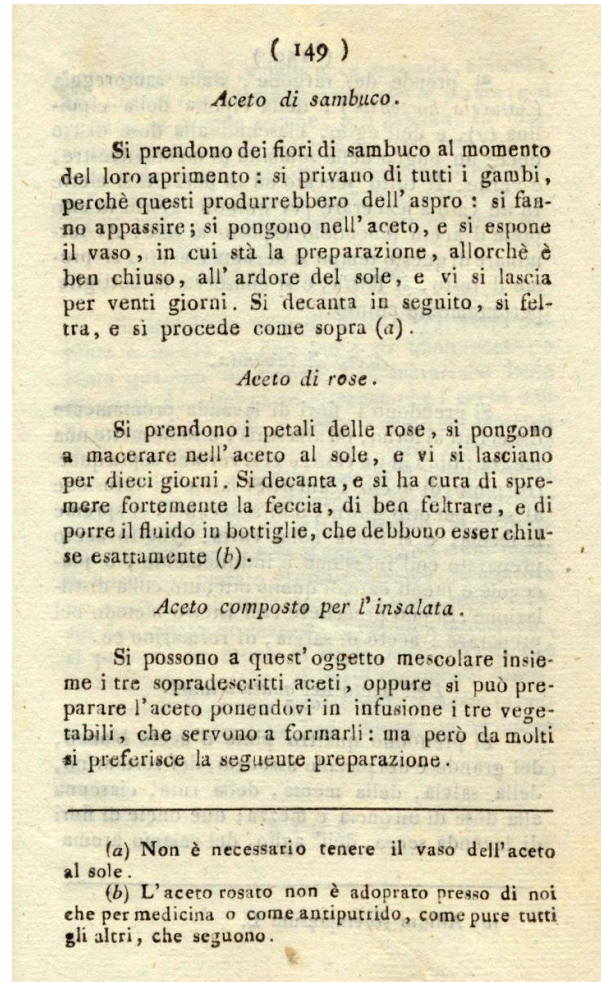 ( 149 )
Aceto di sambuco.
Si prendono dei fiori di sambuco al momento
del loro aprimento : si privano di tutti i gambi,
perchè questi produrrebbero dell'aspro : si fan-
no appassire; si pongono nell'aceto, e si espone
il vaso, in cui stà la preparazione, allorchè è
ben chiuso, all'ardore del sole, e vi si lascia
per venti giorni. Si decanta in seguito, si fel-
tra, e si procede come sopra (a).
Aceto di rose.
Si prendono i petali delle rose, si pongono
a macerare nell'aceto al sole, e vi si lasciano
per dieci giorni. Si decanta, e si ha cura di spre-
mere fortemente la feccia, di ben feltrare, e di
porre il fluido in bottiglie, che debbono esser chiu-
se esattamente (b).
Aceto composto per l'insalata.
Si possono a quest'oggetto mescolare insie-
me i tre sopradescritti aceti, oppure si può pre-
parare l'aceto ponendovi in infusione i tre vege-
tabili, che servono a formarli : ma però da molti
si preferisce la seguente preparazione.
(a) Non è necessario tenere il vaso dell'aceto
al sole.
(b) L'aceto rosato non è adoprato presso di noi
che per medicina o come antiputrido, come pure tutti
gli altri, che seguono.